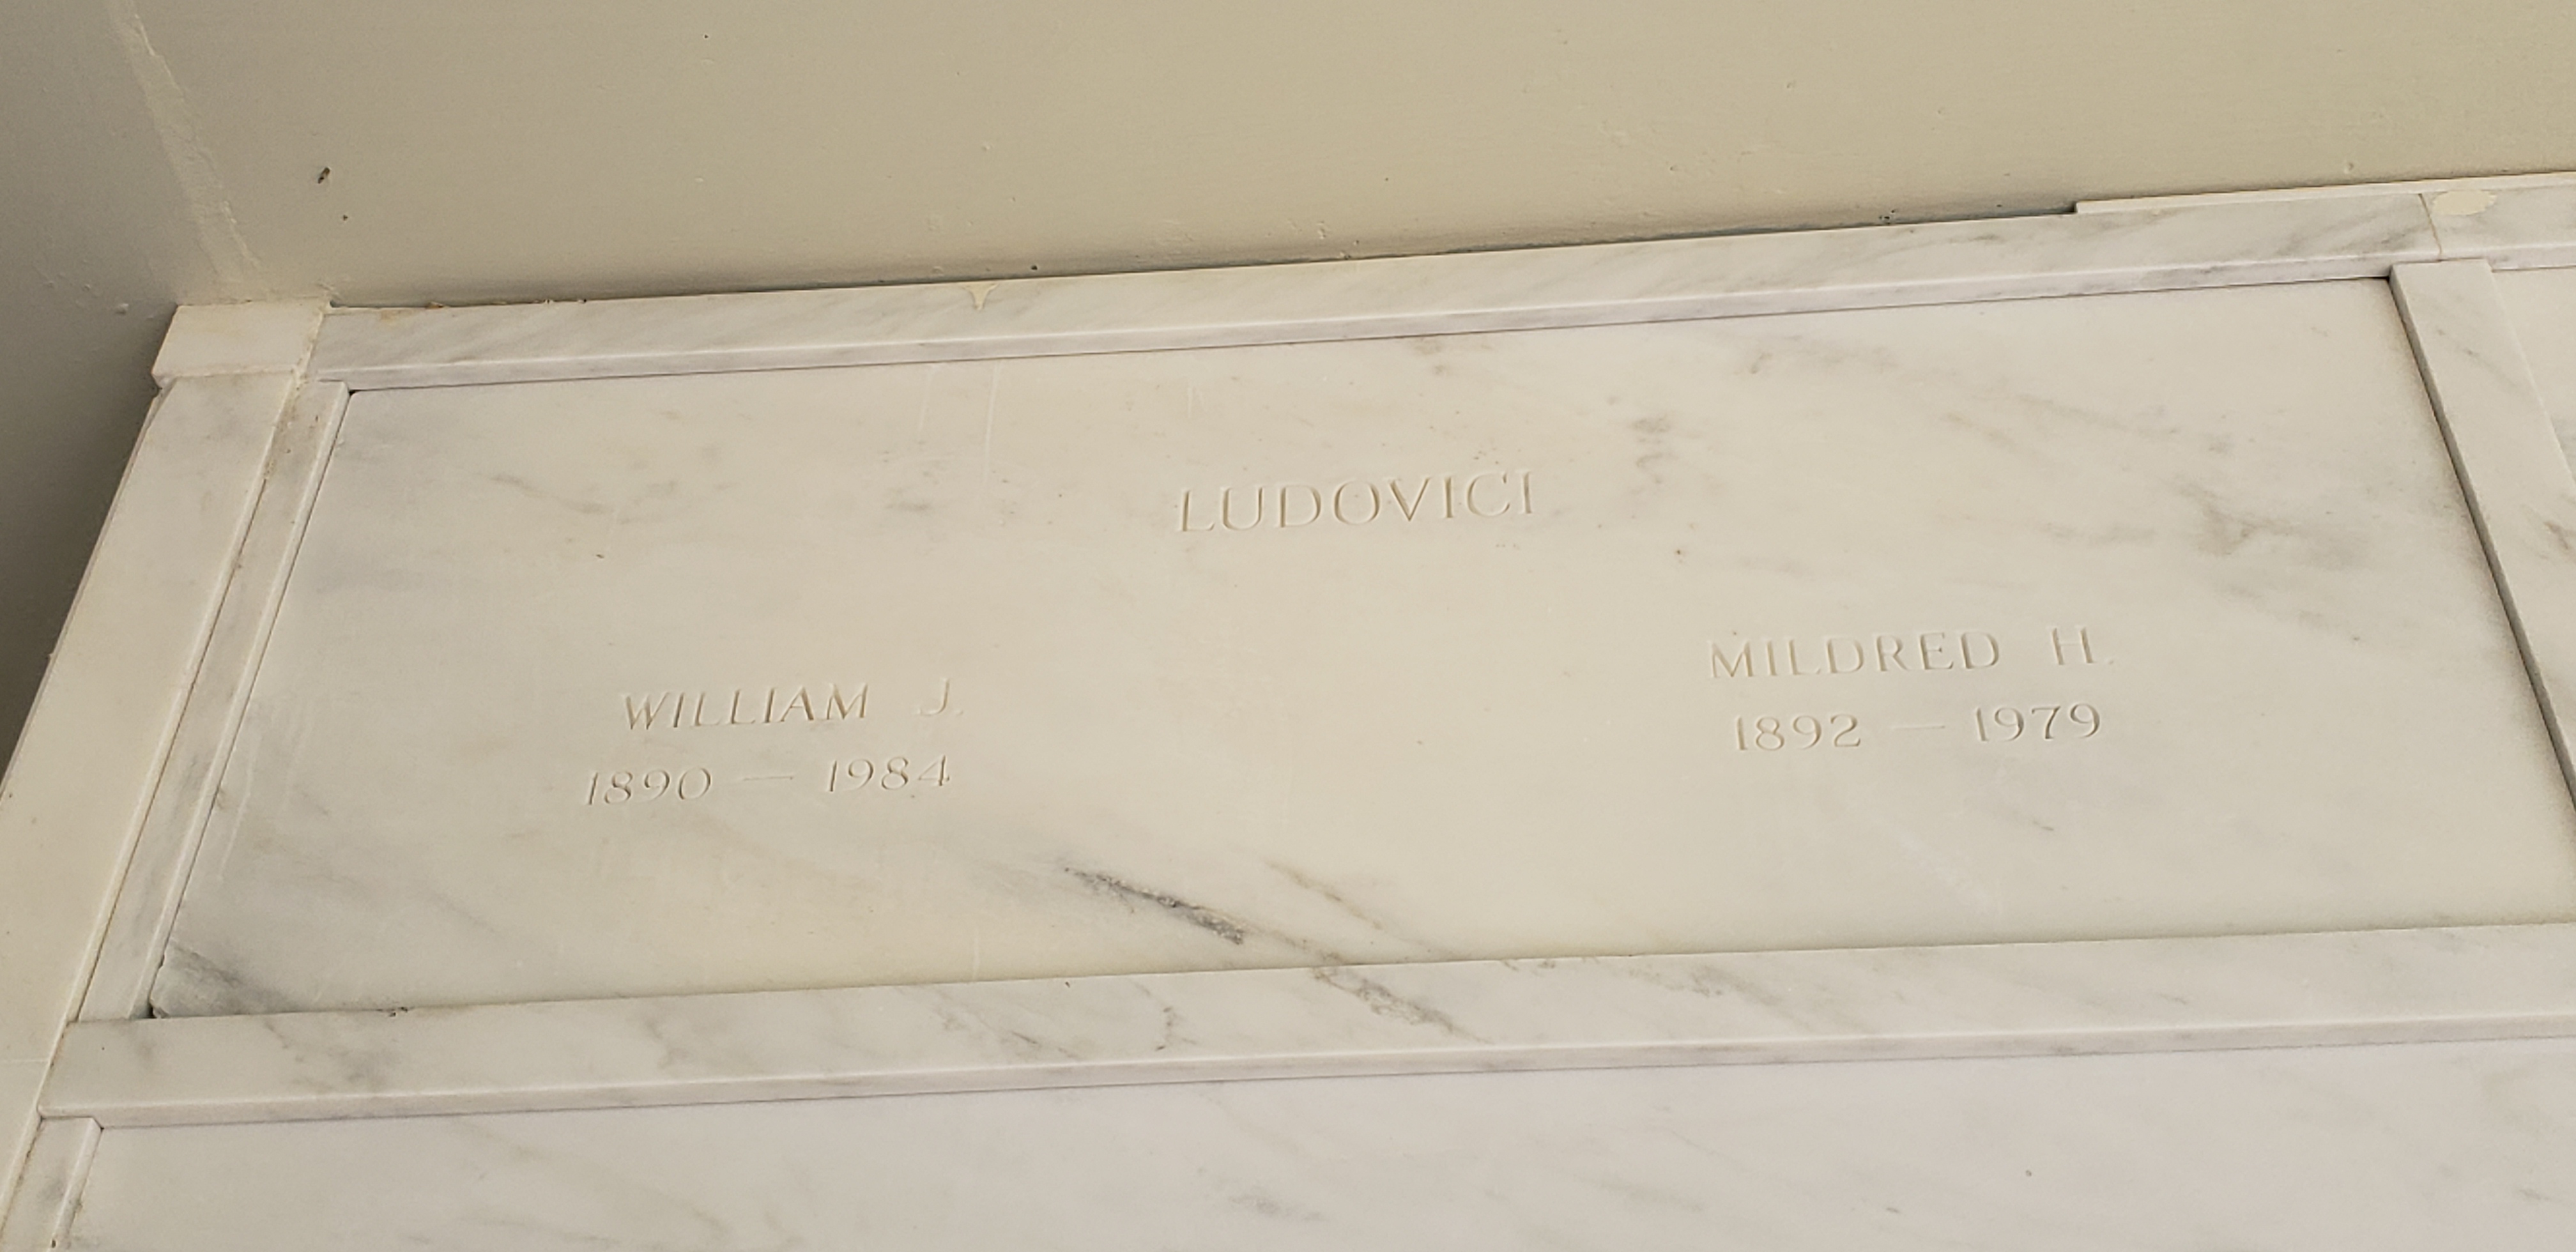 LUDOVICI
WILLIAM J.
1890 — 1984
MILDRED H.
1892 — 1979